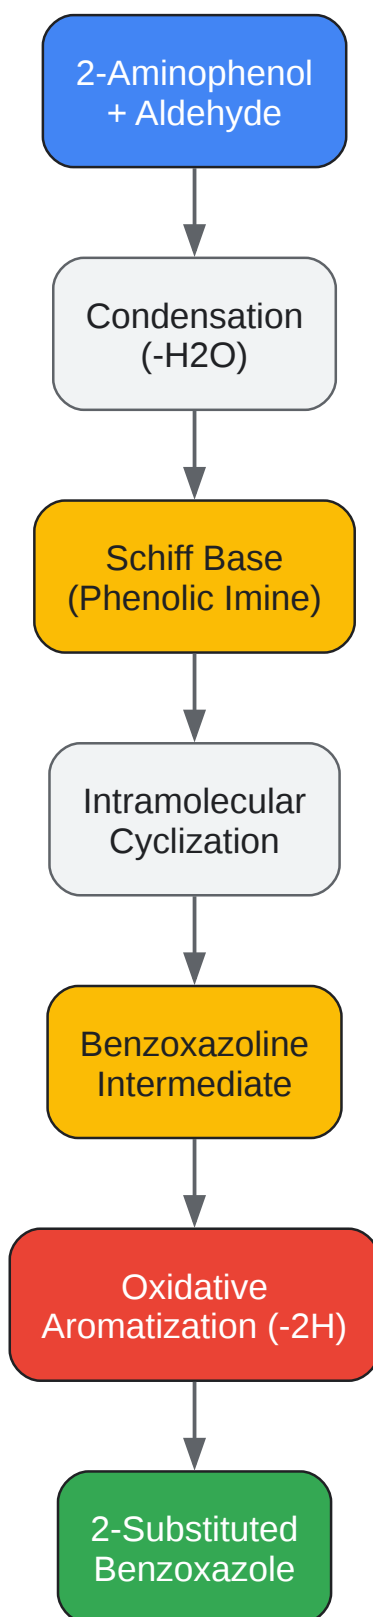 2-Aminophenol
+ Aldehyde
Condensation
(-H2O)
Schiff Base
(Phenolic Imine)
Intramolecular
Cyclization
Benzoxazoline
Intermediate
Oxidative
Aromatization (-2H)
2-Substituted
Benzoxazole